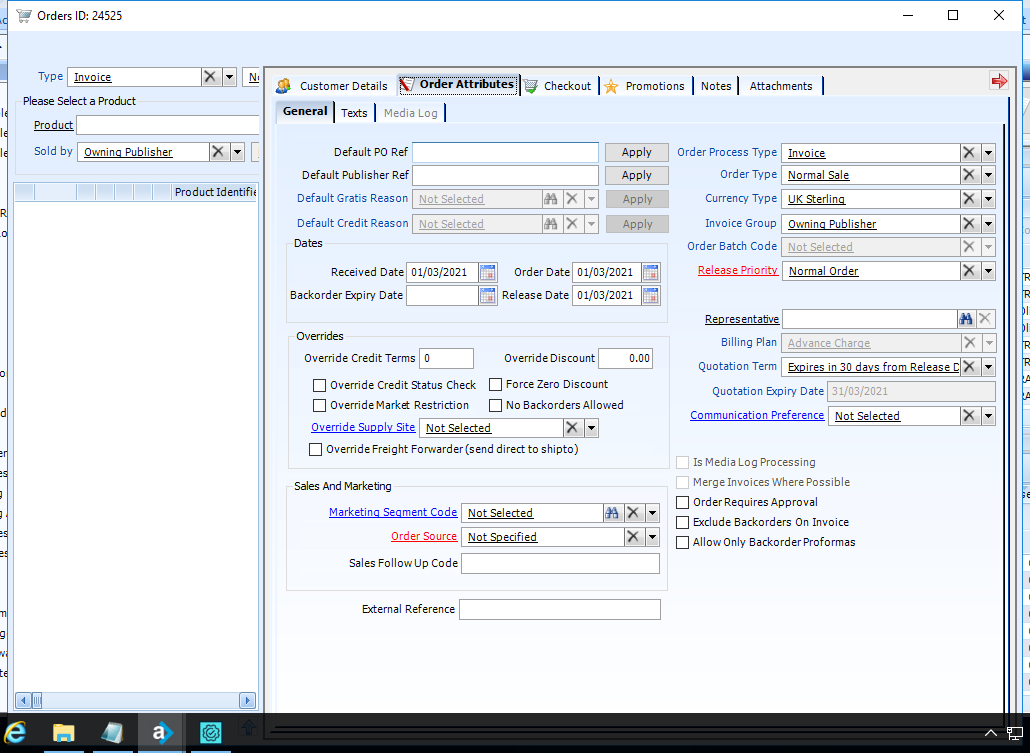 Orders ID: 24525
Type Invoice
Please Select a Product
Product
Sold by Owning Publisher
Customer Details Order Attributes Checkout Promotions Notes Attachments
General Texts Media Log
Default PO Ref Apply Order Process Type Invoice
Default Publisher Ref Apply Order Type Normal Sale
Default Gratis Reason Not Selected Apply Currency Type UK Sterling
Default Credit Reason Not Selected Apply Invoice Group Owning Publisher
Dates Order Batch Code Not Selected
Received Date 01/03/2021 Order Date 01/03/2021 Release Priority Normal Order
Backorder Expiry Date Release Date 01/03/2021
Product Identifie
Representative
Overrides Billing Plan Advance Charge
Override Credit Terms 0 Override Discount 0.00 Quotation Term Expires in 30 days from Release D
Override Credit Status Check Force Zero Discount Quotation Expiry Date 31/03/2021
Override Market Restriction No Backorders Allowed Communication Preference Not Selected
Override Supply Site Not Selected
Override Freight Forwarder (send direct to shipto)
Is Media Log Processing
Sales And Marketing Merge Invoices Where Possible
Marketing Segment Code Not Selected Order Requires Approval
Order Source Not Specified Exclude Backorders On Invoice
Sales Follow Up Code Allow Only Backorder Proformas
External Reference